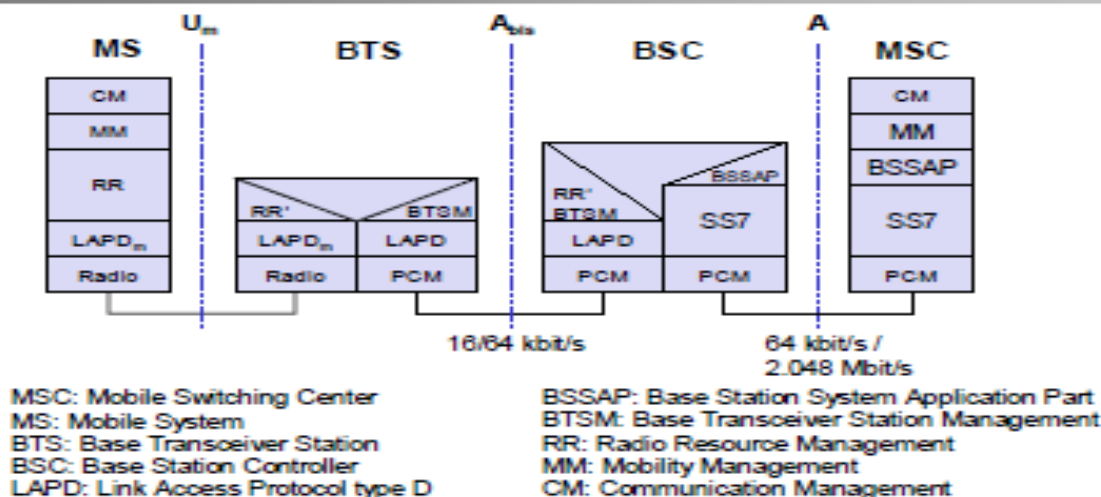 Um Abis A
MS BTS BSC MSC
CM CM
MM MM
RR BSSAP BSSAP
RR' BTSM RR' BTSM SS7 SS7
LAPDm LAPDm LAPD LAPD
Radio Radio PCM PCM PCM PCM
16/64 kbit/s 64 kbit/s /
2.048 Mbit/s
MSC: Mobile Switching Center
MS: Mobile System
BTS: Base Transceiver Station
BSC: Base Station Controller
LAPD: Link Access Protocol type D
BSSAP: Base Station System Application Part
BTSM: Base Transceiver Station Management
RR: Radio Resource Management
MM: Mobility Management
CM: Communication Management